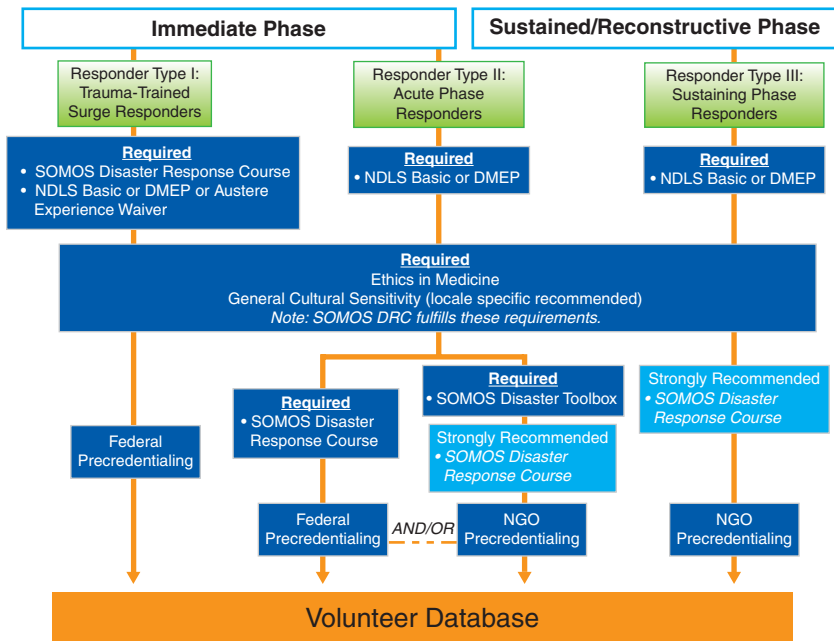 Immediate Phase
Sustained/Reconstructive Phase
Responder Type I:
Trauma-Trained
Surge Responders
Responder Type II:
Acute Phase
Responders
Responder Type III:
Sustaining Phase
Responders
Required
• SOMOS Disaster Response Course
• NDLS Basic or DMEP or Austere
Experience Waiver
Required
• NDLS Basic or DMEP
Required
• NDLS Basic or DMEP
Required
Ethics in Medicine
General Cultural Sensitivity (locale specific recommended)
Note: SOMOS DRC fulfills these requirements.
Federal
Precredentialing
Required
• SOMOS Disaster
Response Course
Required
• SOMOS Disaster Toolbox
Strongly Recommended
• SOMOS Disaster
Response Course
Strongly Recommended
• SOMOS Disaster
Response Course
Federal
Precredentialing
AND/OR
NGO
Precredentialing
NGO
Precredentialing
Volunteer Database